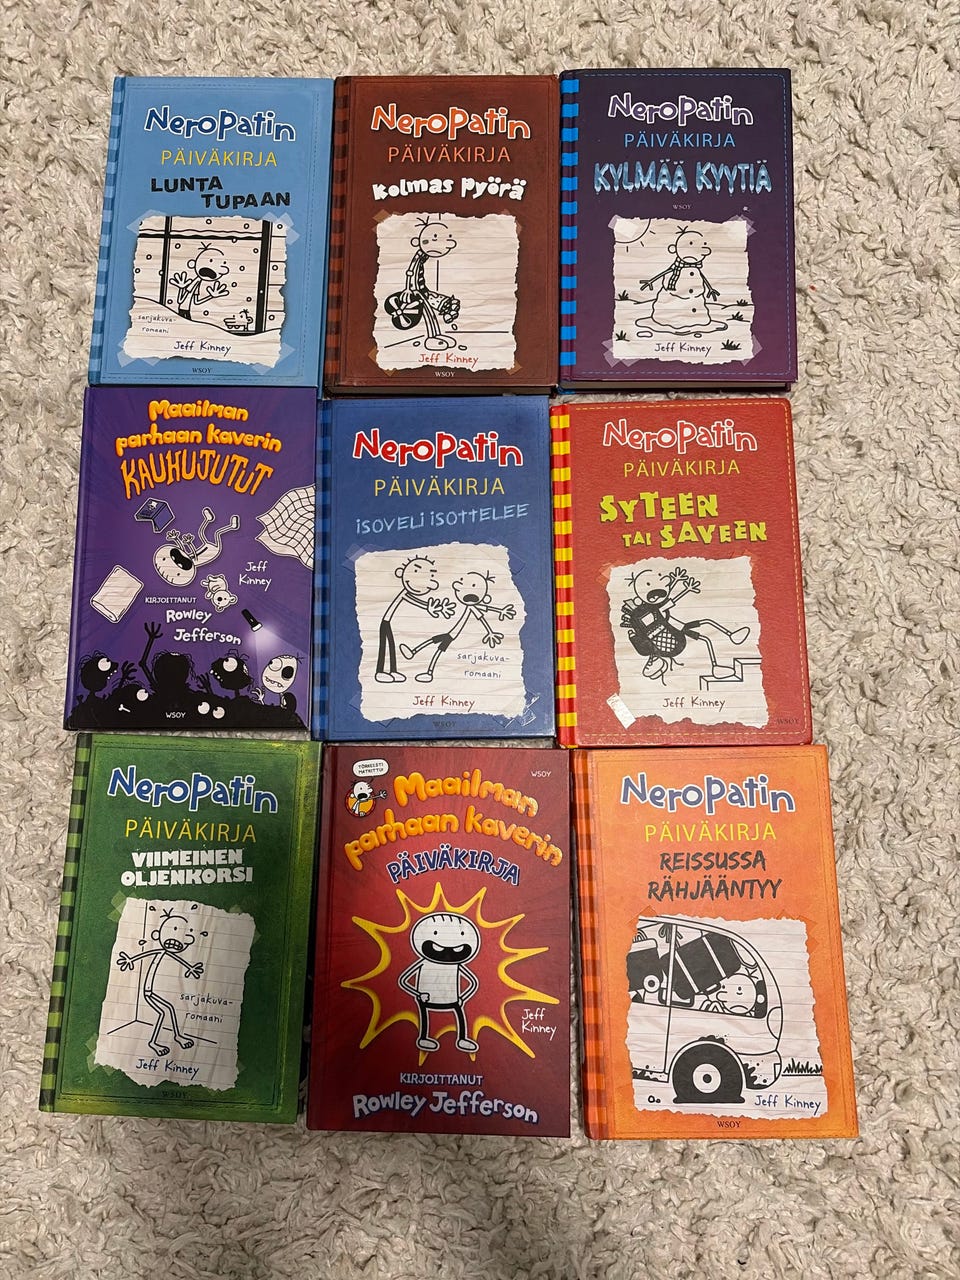 NeroPatin
PÄIVÄKIRJA
LUNTA
TUPAAN
sarjakuva-
romaani
Jeff Kinney
WSOY
NeroPatin
PÄIVÄKIRJA
kolmas pyörä
Jeff Kinney
WSOY
NeroPatin
PÄIVÄKIRJA
KYLMÄÄ KYYTIÄ
WSOY
Jeff Kinney
Maailman
parhaan kaverin
KAUHUJUTUT
Jeff
Kinney
KIRJOITTANUT
Rowley
Jefferson
WSOY
NeroPatin
PÄIVÄKIRJA
ISOVELI ISOTTELEE
sarjakuva-
romaani
Jeff Kinney
WSOY
NeroPatin
PÄIVÄKIRJA
SYTEEN
TAI SAVEEN
Jeff Kinney
WSOY
NeroPatin
PÄIVÄKIRJA
VIIMEINEN
OLJENKORSI
sarjakuva-
romaani
Jeff Kinney
WSOY
TÖRKEESTI
MATKITTU!
WSOY
Maailman
parhaan kaverin
PÄIVÄKIRJA
Jeff
Kinney
KIRJOITTANUT
Rowley Jefferson
NeroPatin
PÄIVÄKIRJA
REISSUSSA
RÄHJÄÄNTYY
Jeff Kinney
WSOY